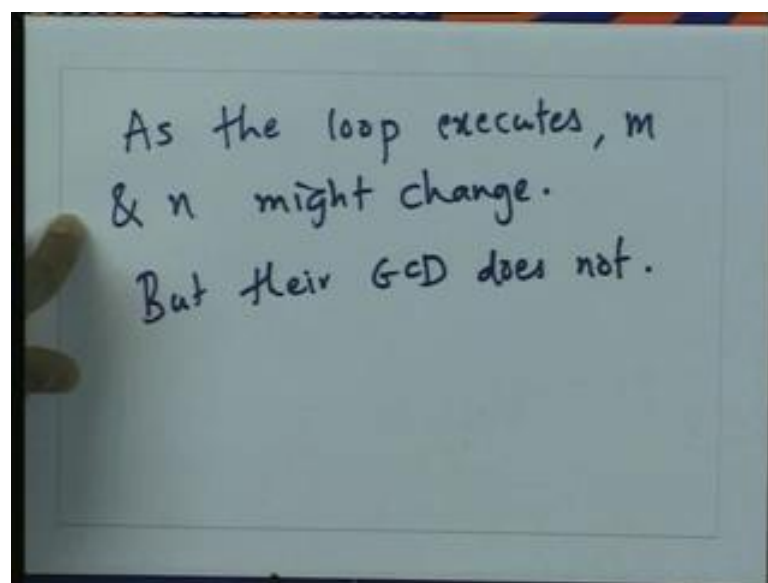 As the loop executes, m
& n might change.
But their GCD does not.